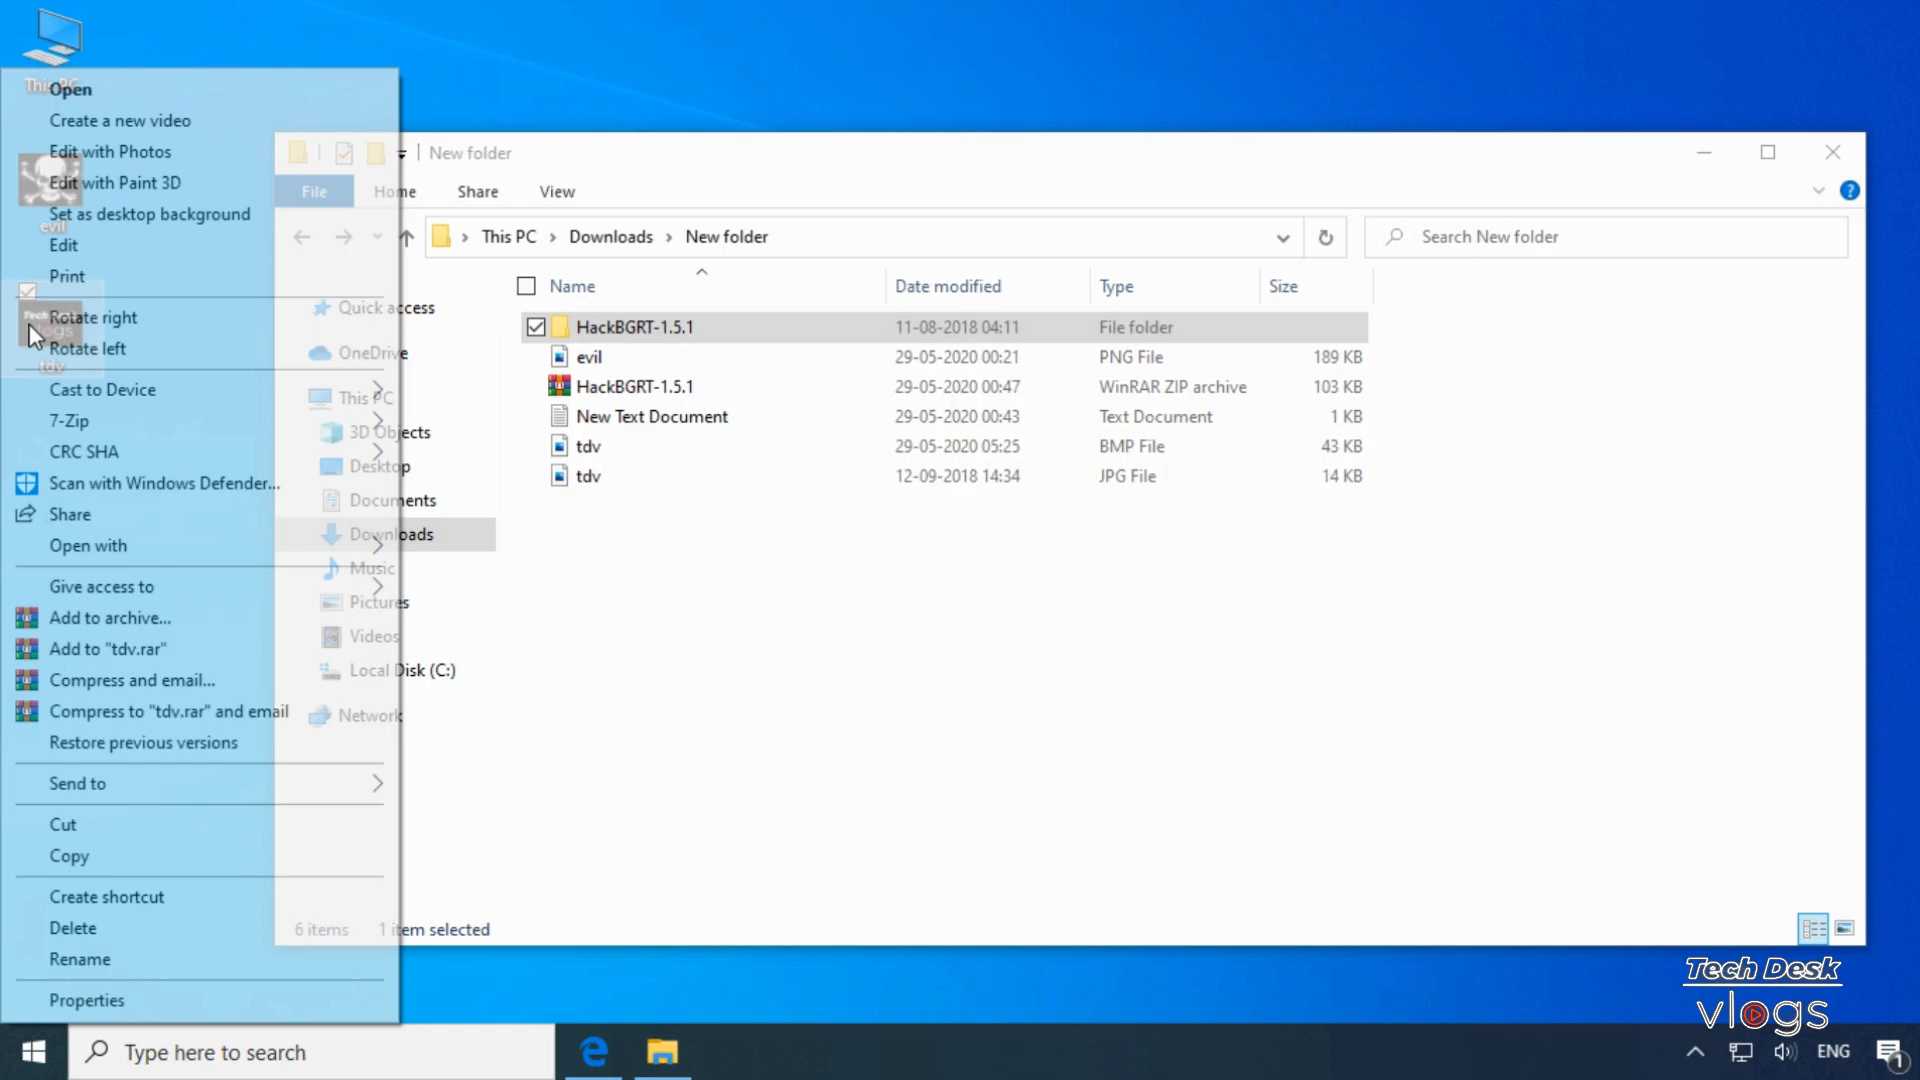 This PC
Open
Create a new video
Edit with Photos
Edit with Paint 3D
Set as desktop background
evil
Edit
Print
Rotate right
Rotate left
tdv
Cast to Device
7-Zip
CRC SHA
Scan with Windows Defender...
Share
Open with
Give access to
Add to archive...
Add to "tdv.rar"
Compress and email...
Compress to "tdv.rar" and email
Restore previous versions
Send to
Cut
Copy
Create shortcut
Delete
Rename
Properties
New folder
File Home Share View
This PC Downloads New folder
Search New folder
Quick access
OneDrive
This PC
3D Objects
Desktop
Documents
Downloads
Music
Pictures
Videos
Local Disk (C:)
Network
Name Date modified Type Size
HackBGRT-1.5.1 11-08-2018 04:11 File folder
evil 29-05-2020 00:21 PNG File 189 KB
HackBGRT-1.5.1 29-05-2020 00:47 WinRAR ZIP archive 103 KB
New Text Document 29-05-2020 00:43 Text Document 1 KB
tdv 29-05-2020 05:25 BMP File 43 KB
tdv 12-09-2018 14:34 JPG File 14 KB
6 items 1 item selected
Tech Desk
vlogs
Type here to search
ENG
1